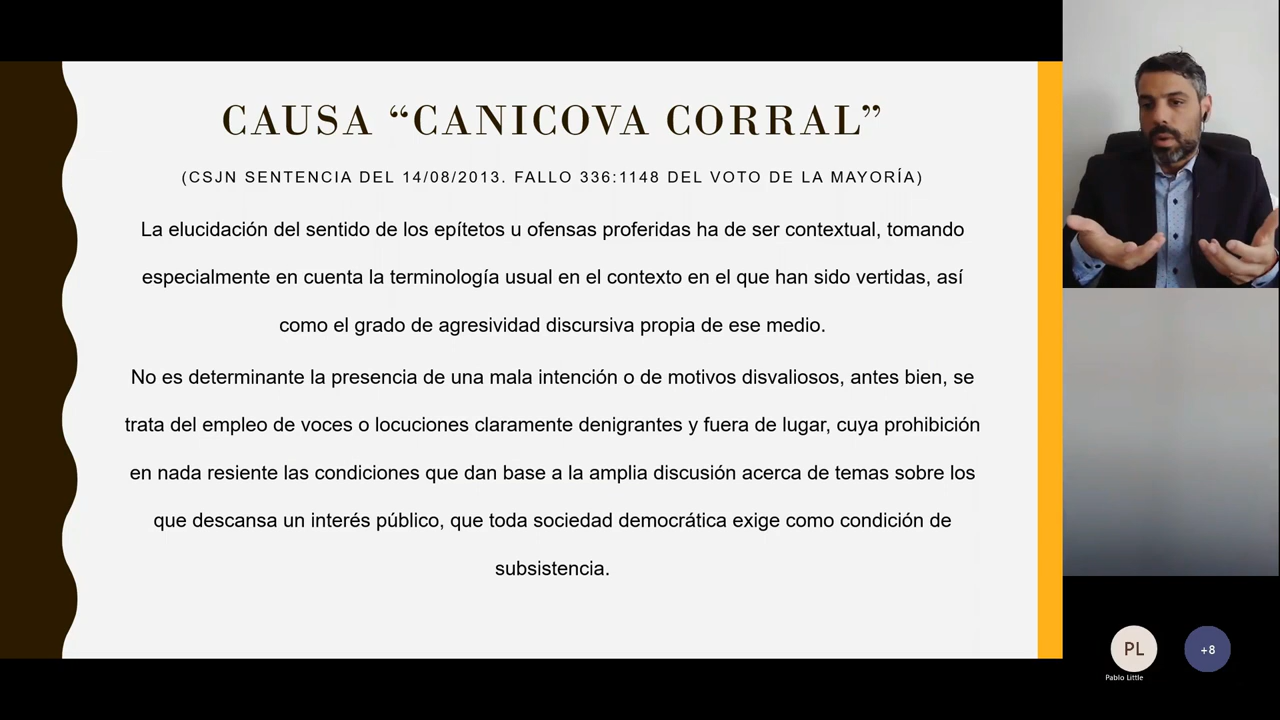 CAUSA “CANICOVA CORRAL”
(CSJN SENTENCIA DEL 14/08/2013. FALLO 336:1148 DEL VOTO DE LA MAYORÍA)
La elucidación del sentido de los epítetos u ofensas proferidas ha de ser contextual, tomando
especialmente en cuenta la terminología usual en el contexto en el que han sido vertidas, así
como el grado de agresividad discursiva propia de ese medio.
No es determinante la presencia de una mala intención o de motivos disvaliosos, antes bien, se
trata del empleo de voces o locuciones claramente denigrantes y fuera de lugar, cuya prohibición
en nada resiente las condiciones que dan base a la amplia discusión acerca de temas sobre los
que descansa un interés público, que toda sociedad democrática exige como condición de
subsistencia.
PL
+8
Pablo Little